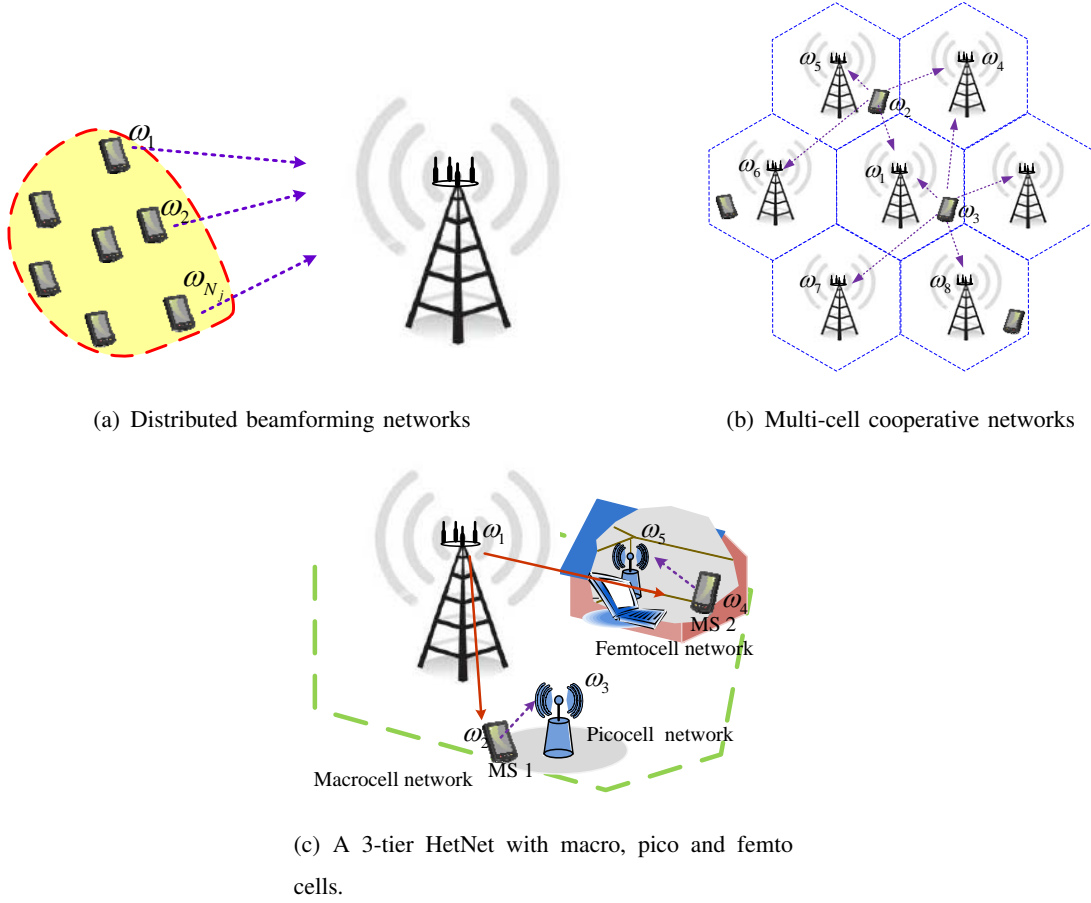 ω1
ω2
ωNj
(a) Distributed beamforming networks
ω5
ω4
ω2
ω6
ω1
ω3
ω7
ω8
(b) Multi-cell cooperative networks
ω1
ω5
ω4
MS 2
Femtocell network
ω3
Picocell network
ω2
MS 1
Macrocell network
(c) A 3-tier HetNet with macro, pico and femto
cells.